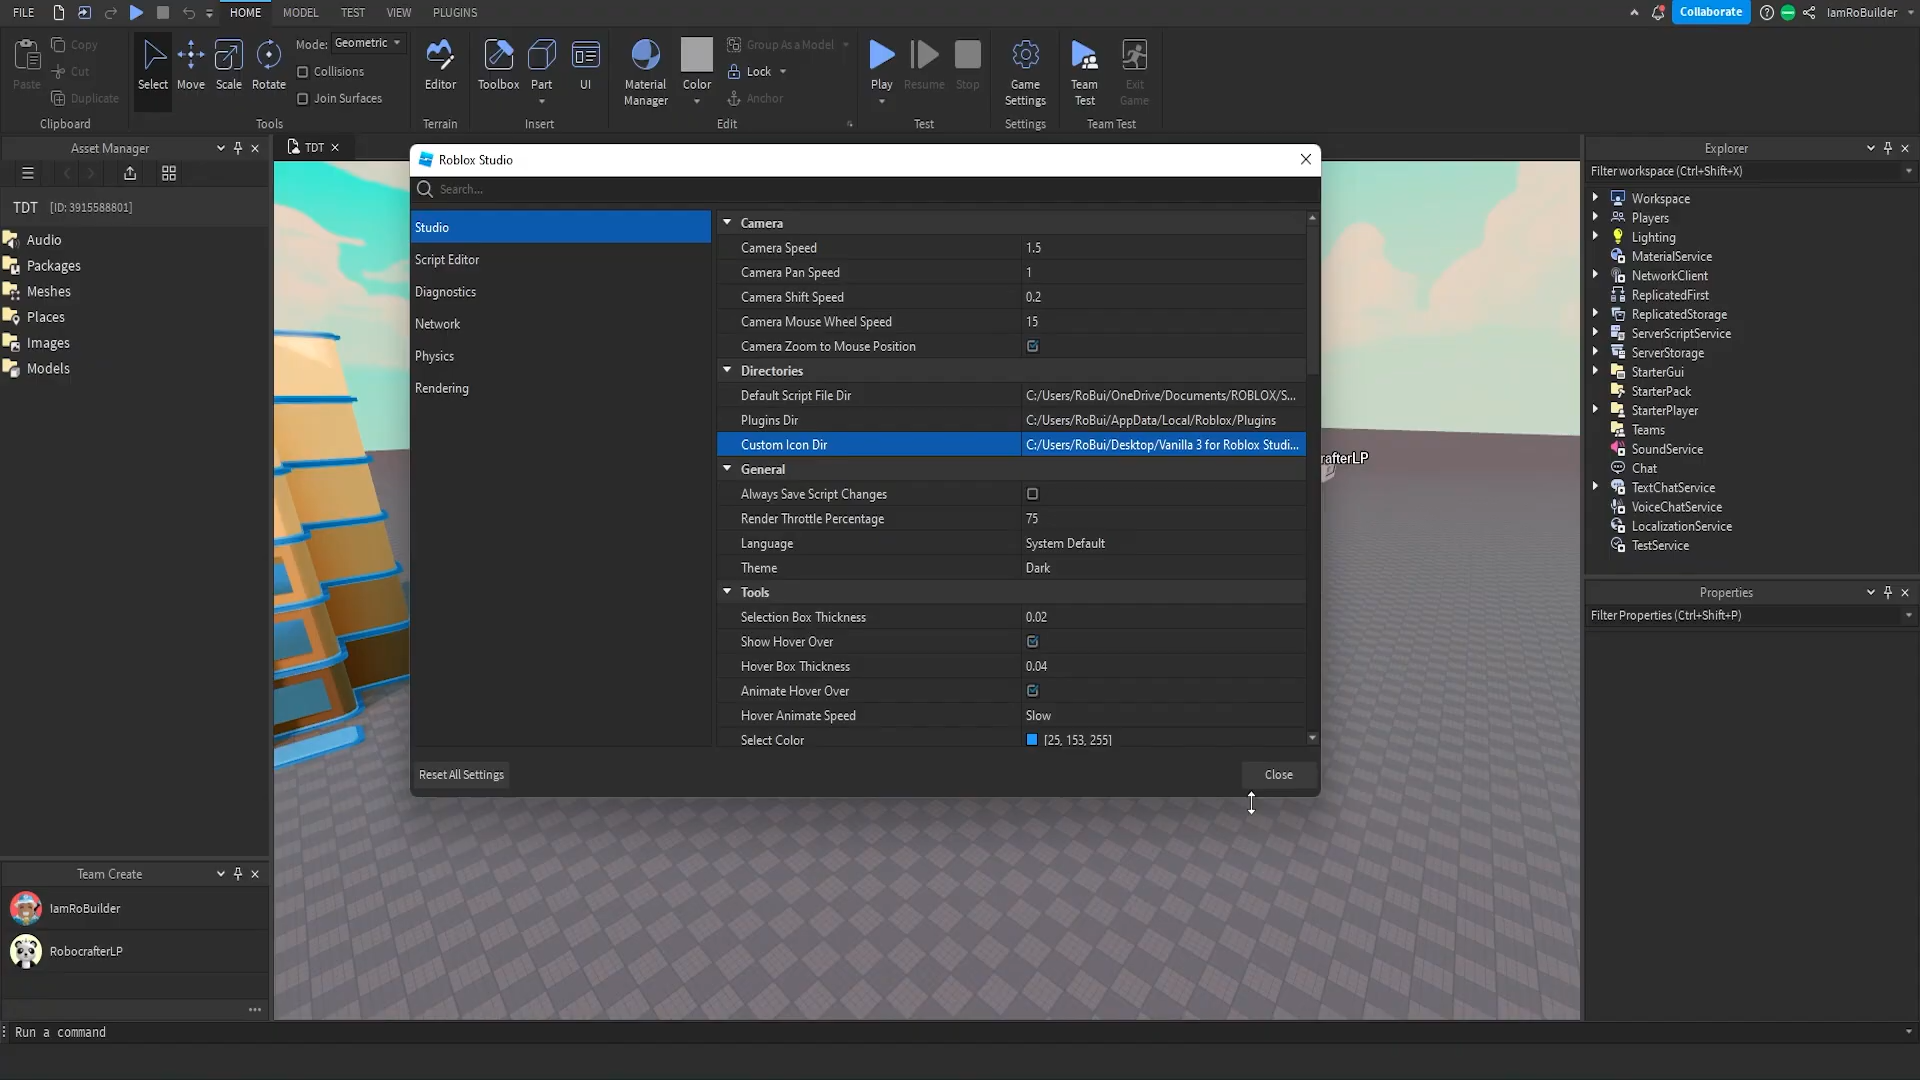 FILE HOME MODEL TEST VIEW PLUGINS Collaborate IamRoBuilder
Paste Copy Cut Duplicate
Clipboard
Select Move Scale Rotate Mode: Geometric
Collisions
Join Surfaces
Tools
Editor
Terrain
Toolbox Part UI
Insert
Material Manager Color Group As a Model
Lock
Anchor
Edit
Play Resume Stop
Test
Game Settings
Settings
Team Test Exit Game
Team Test
Asset Manager
TDT [ID: 3915588801]
Audio
Packages
Meshes
Places
Images
Models
TDT
Roblox Studio
Search...
Studio
Script Editor
Diagnostics
Network
Physics
Rendering
Camera
Camera Speed 1.5
Camera Pan Speed 1
Camera Shift Speed 0.2
Camera Mouse Wheel Speed 15
Camera Zoom to Mouse Position
Directories
Default Script File Dir C:/Users/RoBui/OneDrive/Documents/ROBLOX/S...
Plugins Dir C:/Users/RoBui/AppData/Local/Roblox/Plugins
Custom Icon Dir C:/Users/RoBui/Desktop/Vanilla 3 for Roblox Studi...
General
Always Save Script Changes
Render Throttle Percentage 75
Language System Default
Theme Dark
Tools
Selection Box Thickness 0.02
Show Hover Over
Hover Box Thickness 0.04
Animate Hover Over
Hover Animate Speed Slow
Select Color [25, 153, 255]
Reset All Settings Close
rafterLP
Explorer
Filter workspace (Ctrl+Shift+X)
Workspace
Players
Lighting
MaterialService
NetworkClient
ReplicatedFirst
ReplicatedStorage
ServerScriptService
ServerStorage
StarterGui
StarterPack
StarterPlayer
Teams
SoundService
Chat
TextChatService
VoiceChatService
LocalizationService
TestService
Properties
Filter Properties (Ctrl+Shift+P)
Team Create
IamRoBuilder
RobocrafterLP
Run a command